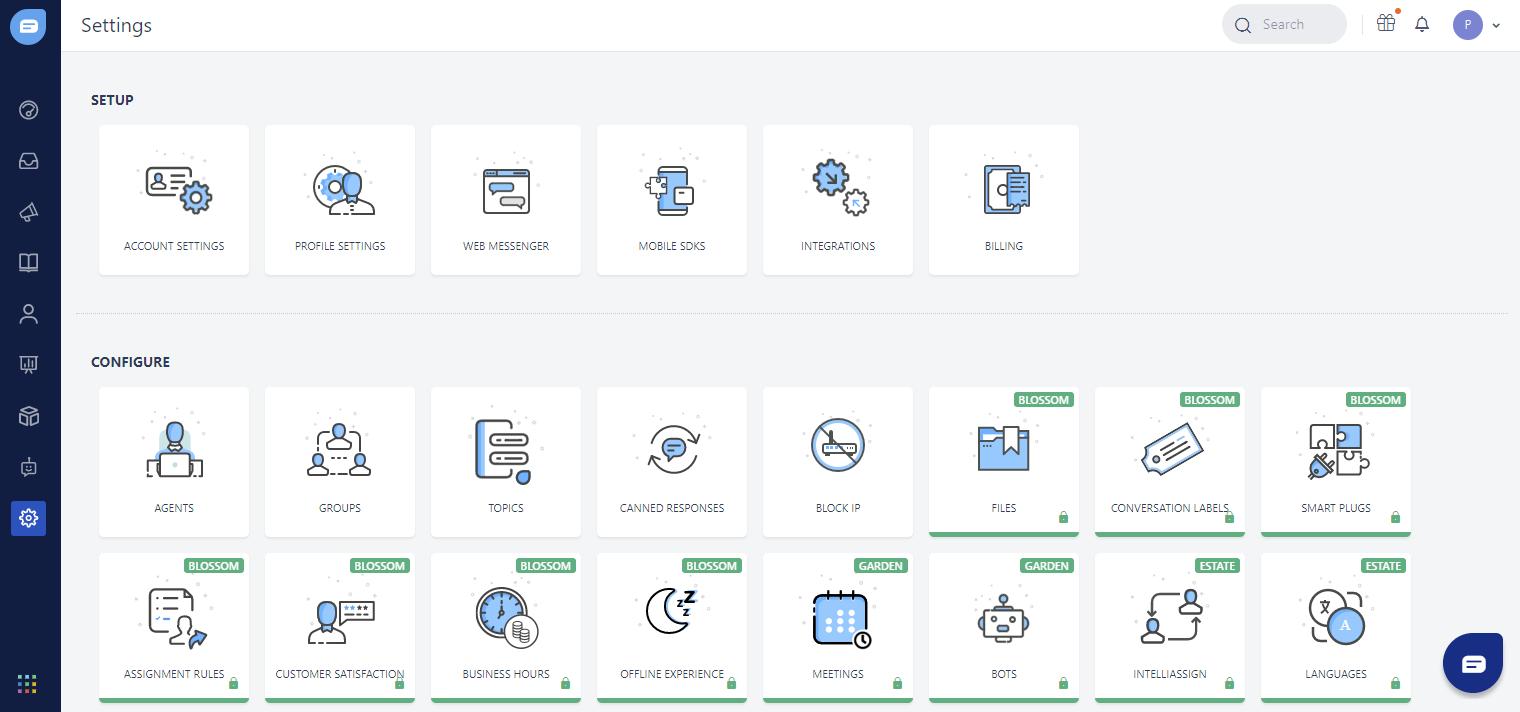 Settings
Search
P
SETUP
ACCOUNT SETTINGS
PROFILE SETTINGS
WEB MESSENGER
MOBILE SDKS
INTEGRATIONS
BILLING
CONFIGURE
AGENTS
GROUPS
TOPICS
CANNED RESPONSES
BLOCK IP
BLOSSOM
FILES
BLOSSOM
CONVERSATION LABELS
BLOSSOM
SMART PLUGS
BLOSSOM
ASSIGNMENT RULES
BLOSSOM
CUSTOMER SATISFACTION
BLOSSOM
BUSINESS HOURS
BLOSSOM
OFFLINE EXPERIENCE
GARDEN
MEETINGS
GARDEN
BOTS
ESTATE
INTELLIASSIGN
ESTATE
文
A
LANGUAGES